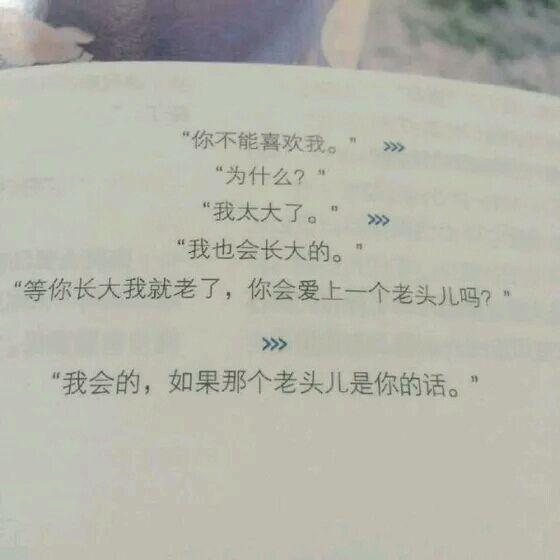 “你不能喜欢我。” >>>
“为什么？”
“我太大了。” >>>
“我也会长大的。”
“等你长大我就老了，你会爱上一个老头儿吗？”
>>>
“我会的，如果那个老头儿是你的话。”